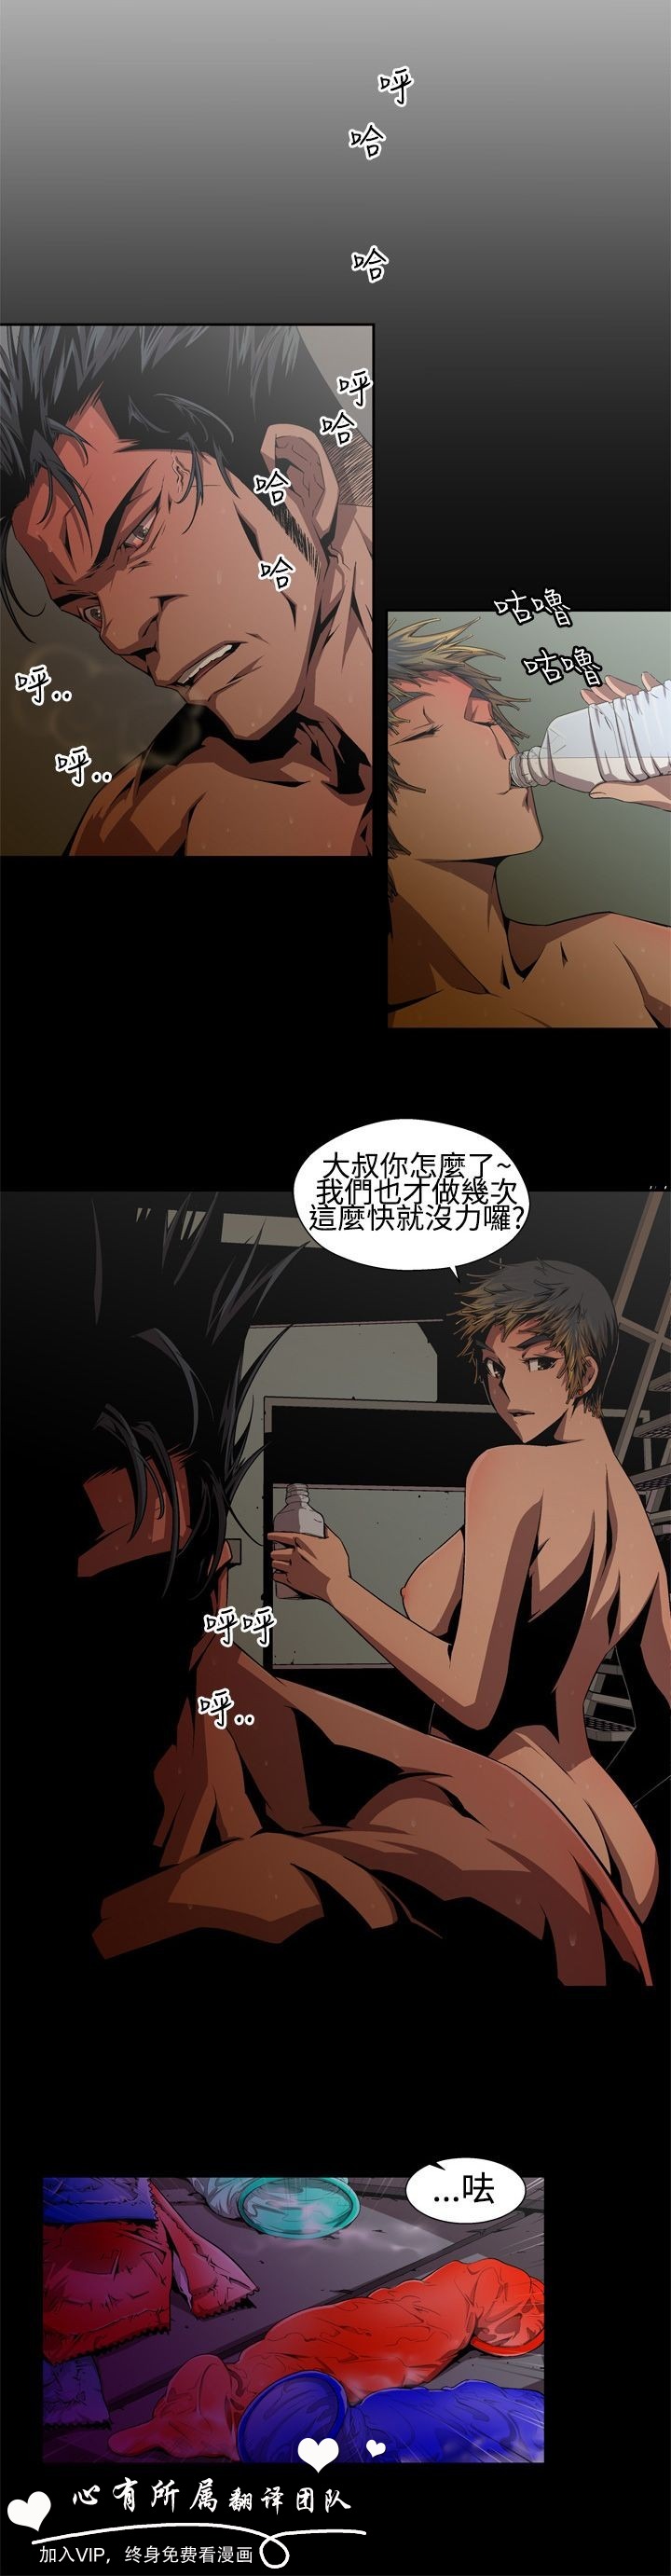 呼
哈
哈
呼
哈
哈
哈
呼..
呼..
咕嚕
咕嚕
大叔你怎麼了~
我們也才做幾次
這麼快就沒力囉?
呼呼
呼..
...呿
心有所属翻译团队
加入VIP，终身免费看漫画